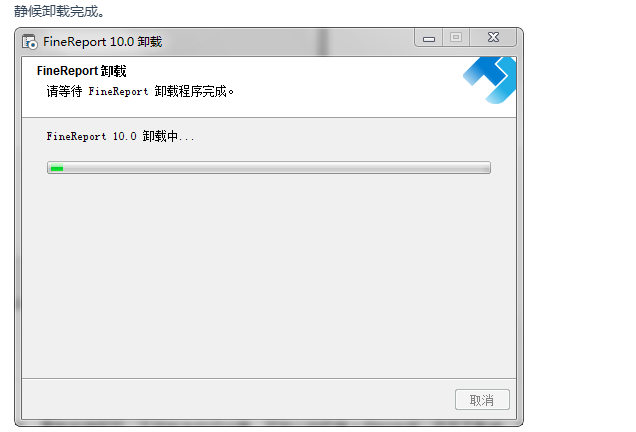 静候卸载完成。
FineReport 10.0 卸载
FineReport 卸载
请等待 FineReport 卸载程序完成。
FineReport 10.0 卸载中...
取消